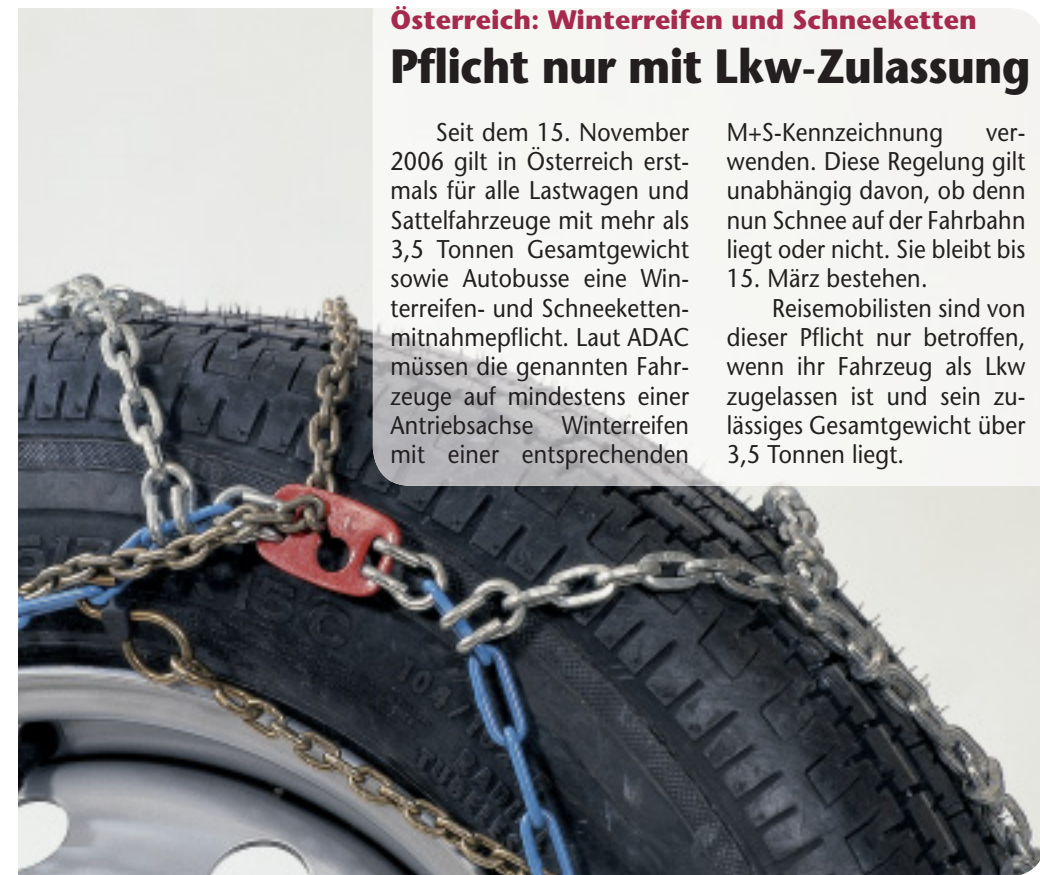 Österreich: Winterreifen und Schneeketten
Pflicht nur mit Lkw-Zulassung
Seit dem 15. November
2006 gilt in Österreich erst-
mals für alle Lastwagen und
Sattelfahrzeuge mit mehr als
3,5 Tonnen Gesamtgewicht
sowie Autobusse eine Win-
terreifen- und Schneeketten-
mitnahmepflicht. Laut ADAC
müssen die genannten Fahr-
zeuge auf mindestens einer
Antriebsachse Winterreifen
mit einer entsprechenden
M+S-Kennzeichnung ver-
wenden. Diese Regelung gilt
unabhängig davon, ob denn
nun Schnee auf der Fahrbahn
liegt oder nicht. Sie bleibt bis
15. März bestehen.
Reisemobilisten sind von
dieser Pflicht nur betroffen,
wenn ihr Fahrzeug als Lkw
zugelassen ist und sein zu-
lässiges Gesamtgewicht über
3,5 Tonnen liegt.
15C
104/